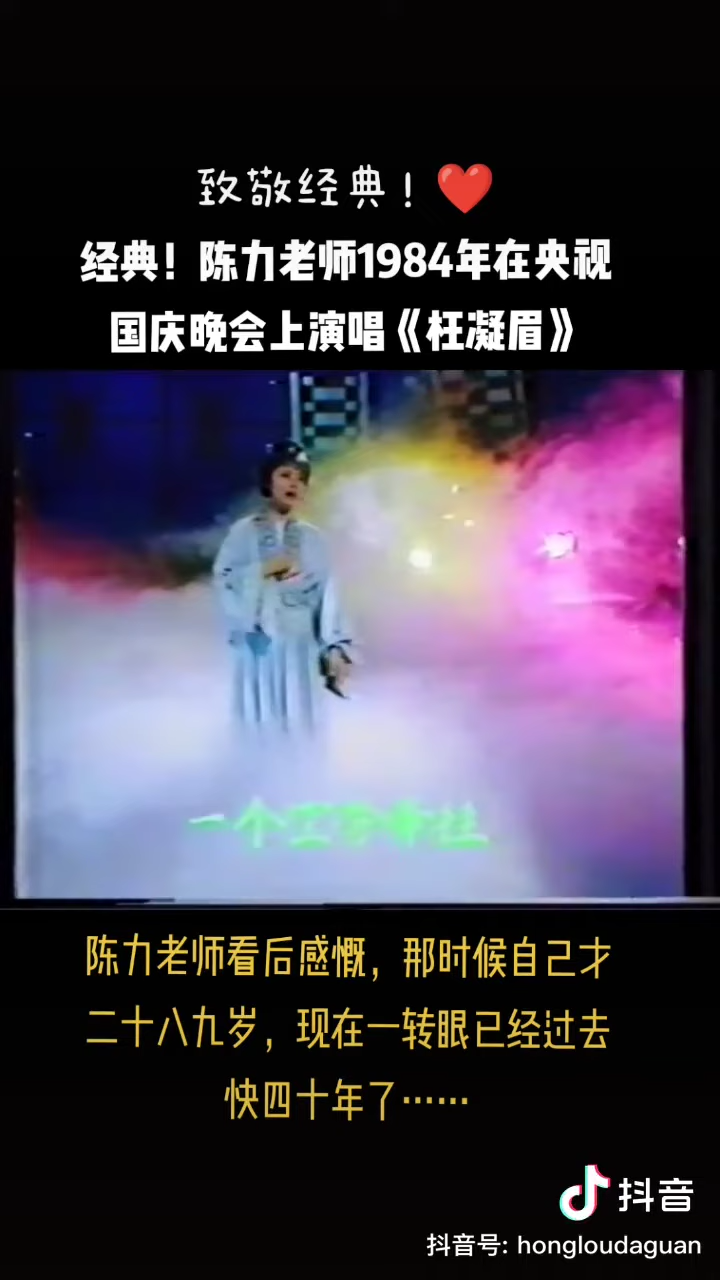 致敬经典！❤️
经典！陈力老师1984年在央视
国庆晚会上演唱《枉凝眉》
一个
陈力老师看后感慨，那时候自己才
二十八九岁，现在一转眼已经过去
快四十年了……
抖音
抖音号: hongloudaguan